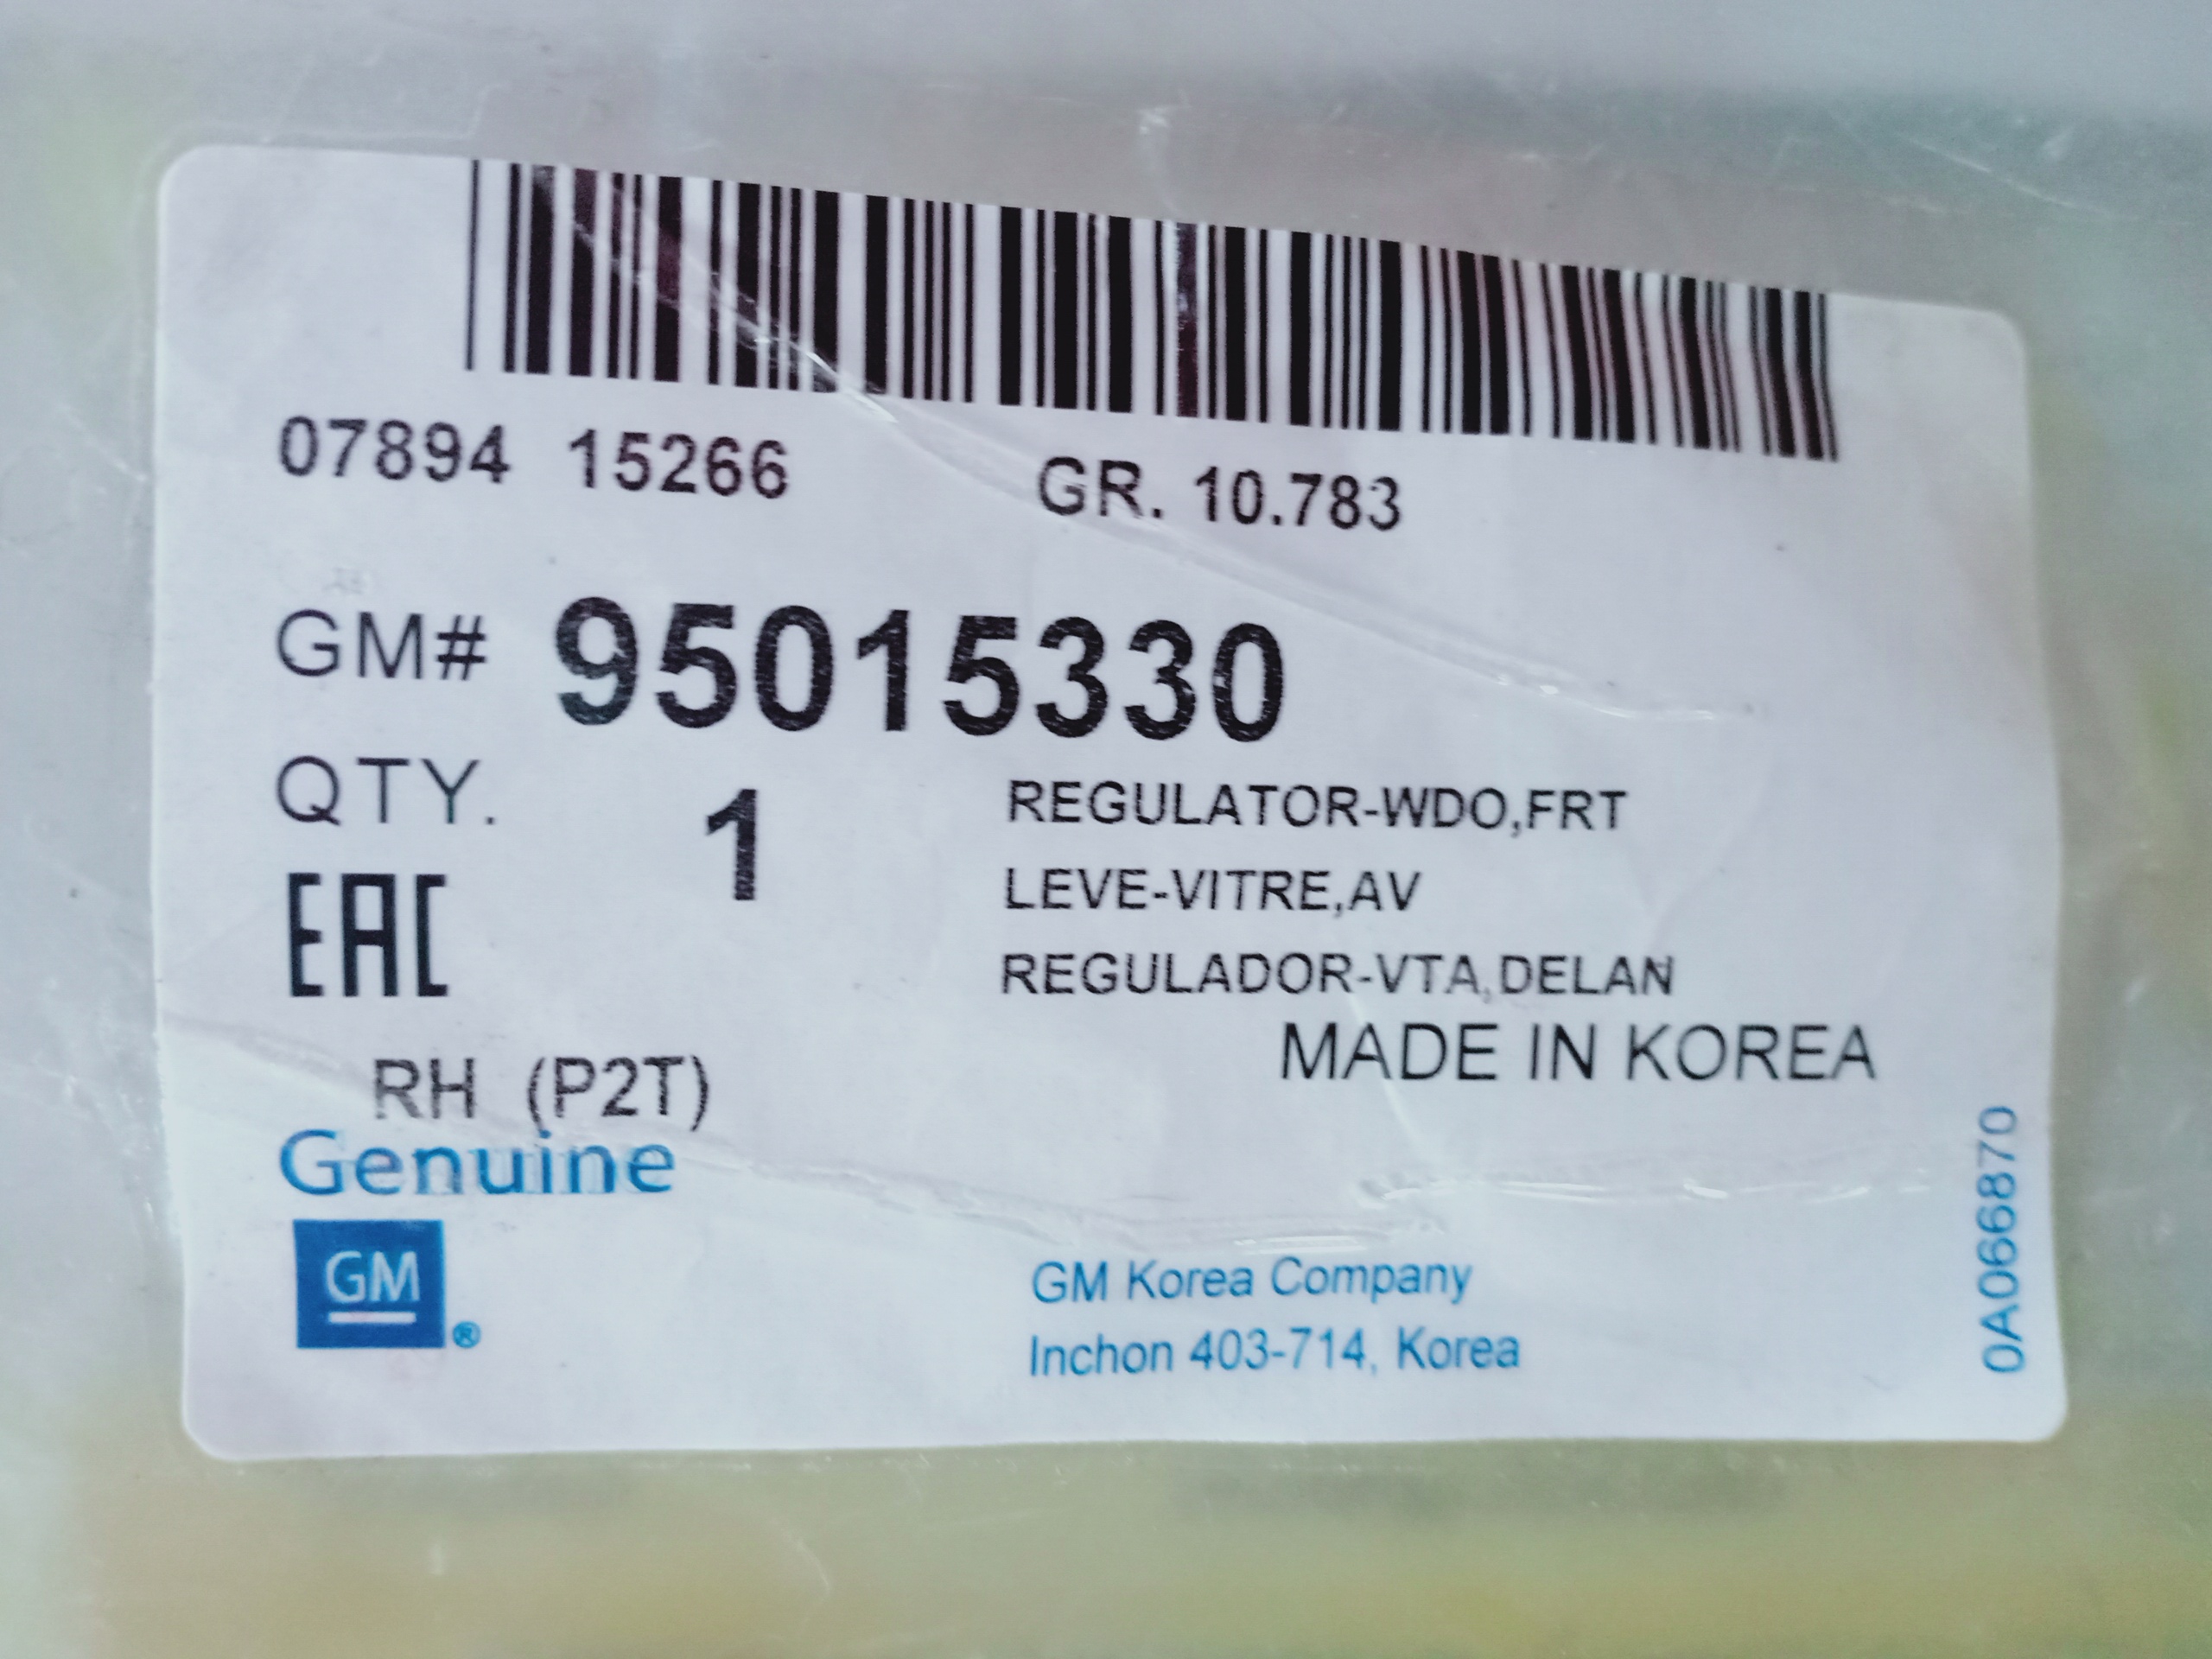 07894 15266 GR. 10.783
GM# 95015330
QTY. 1
REGULATOR-WDO,FRT
LEVE-VITRE,AV
REGULADOR-VTA,DELAN
EAC
MADE IN KOREA
RH (P2T)
Genuine
GM ®
GM Korea Company
Inchon 403-714, Korea
0A066870